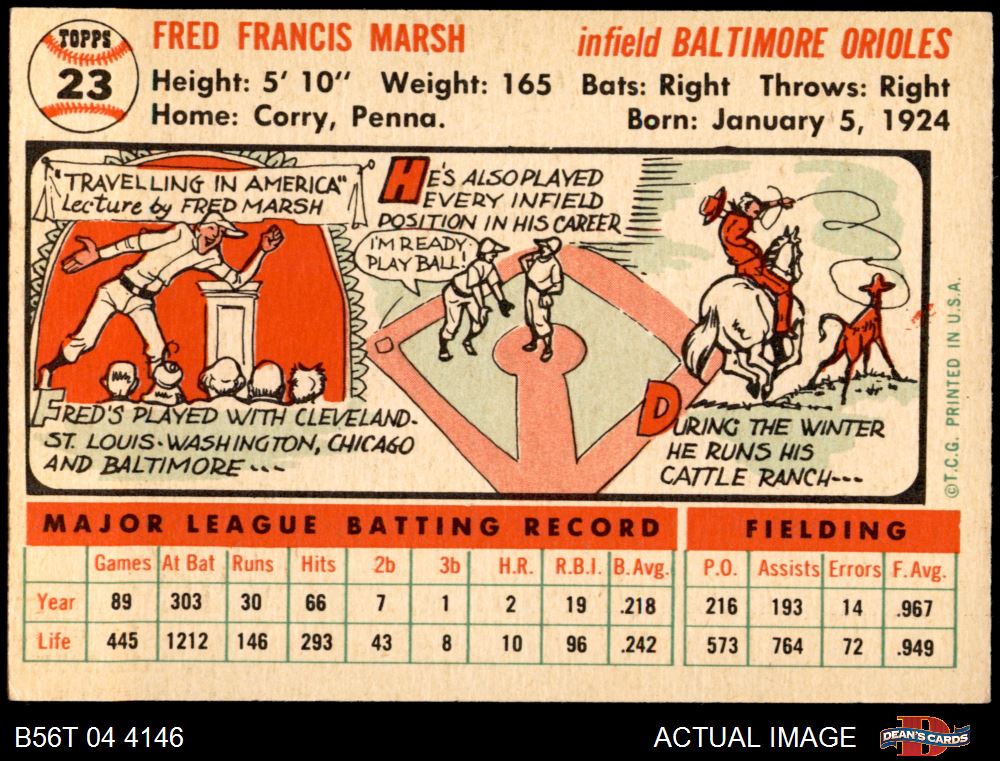 TOPPS
23
FRED FRANCIS MARSH infield BALTIMORE ORIOLES
Height: 5' 10" Weight: 165 Bats: Right Throws: Right
Home: Corry, Penna. Born: January 5, 1924
"TRAVELLING IN AMERICA"
Lecture by FRED MARSH
FRED'S PLAYED WITH CLEVELAND-
ST. LOUIS-WASHINGTON, CHICAGO
AND BALTIMORE ---
HE'S ALSO PLAYED
EVERY INFIELD
POSITION IN HIS CAREER
I'M READY-
PLAY BALL!
DURING THE WINTER
HE RUNS HIS
CATTLE RANCH---
©T.C.G. PRINTED IN U.S.A.
MAJOR LEAGUE BATTING RECORD FIELDING
Games At Bat Runs Hits 2b 3b H.R. R.B.I. B.Avg. P.O. Assists Errors F. Avg.
Year 89 303 30 66 7 1 2 19 .218 216 193 14 .967
Life 445 1212 146 293 43 8 10 96 .242 573 764 72 .949
B56T 04 4146 ACTUAL IMAGE DEAN'S CARDS